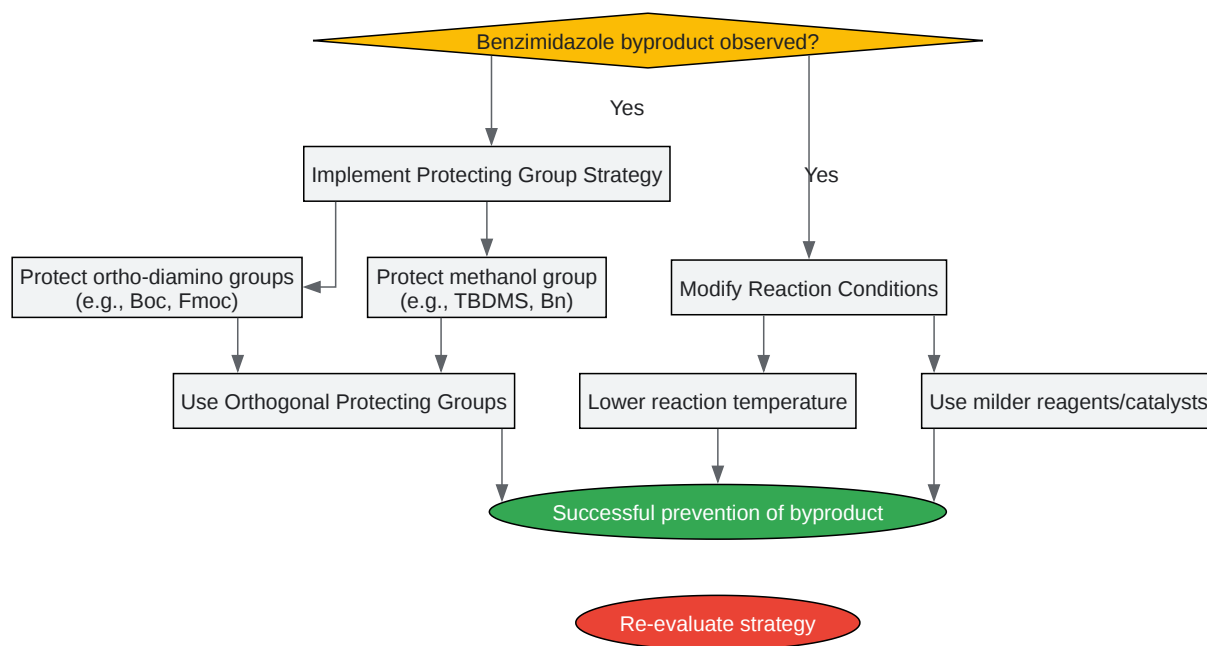 Benzimidazole byproduct observed?
Yes
Implement Protecting Group Strategy
Yes
Protect ortho-diamino groups
(e.g., Boc, Fmoc)
Protect methanol group
(e.g., TBDMS, Bn)
Modify Reaction Conditions
Use Orthogonal Protecting Groups
Lower reaction temperature
Use milder reagents/catalysts
Successful prevention of byproduct
Re-evaluate strategy